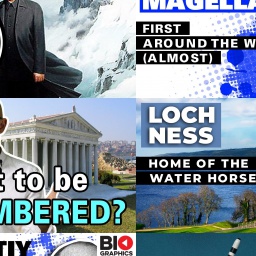 MAGELLA
FIRST
AROUND THE W
(ALMOST)
t to be
MBERED?
LOCH
NESS
HOME OF THE
WATER HORSE
BIO
GRAPHICS